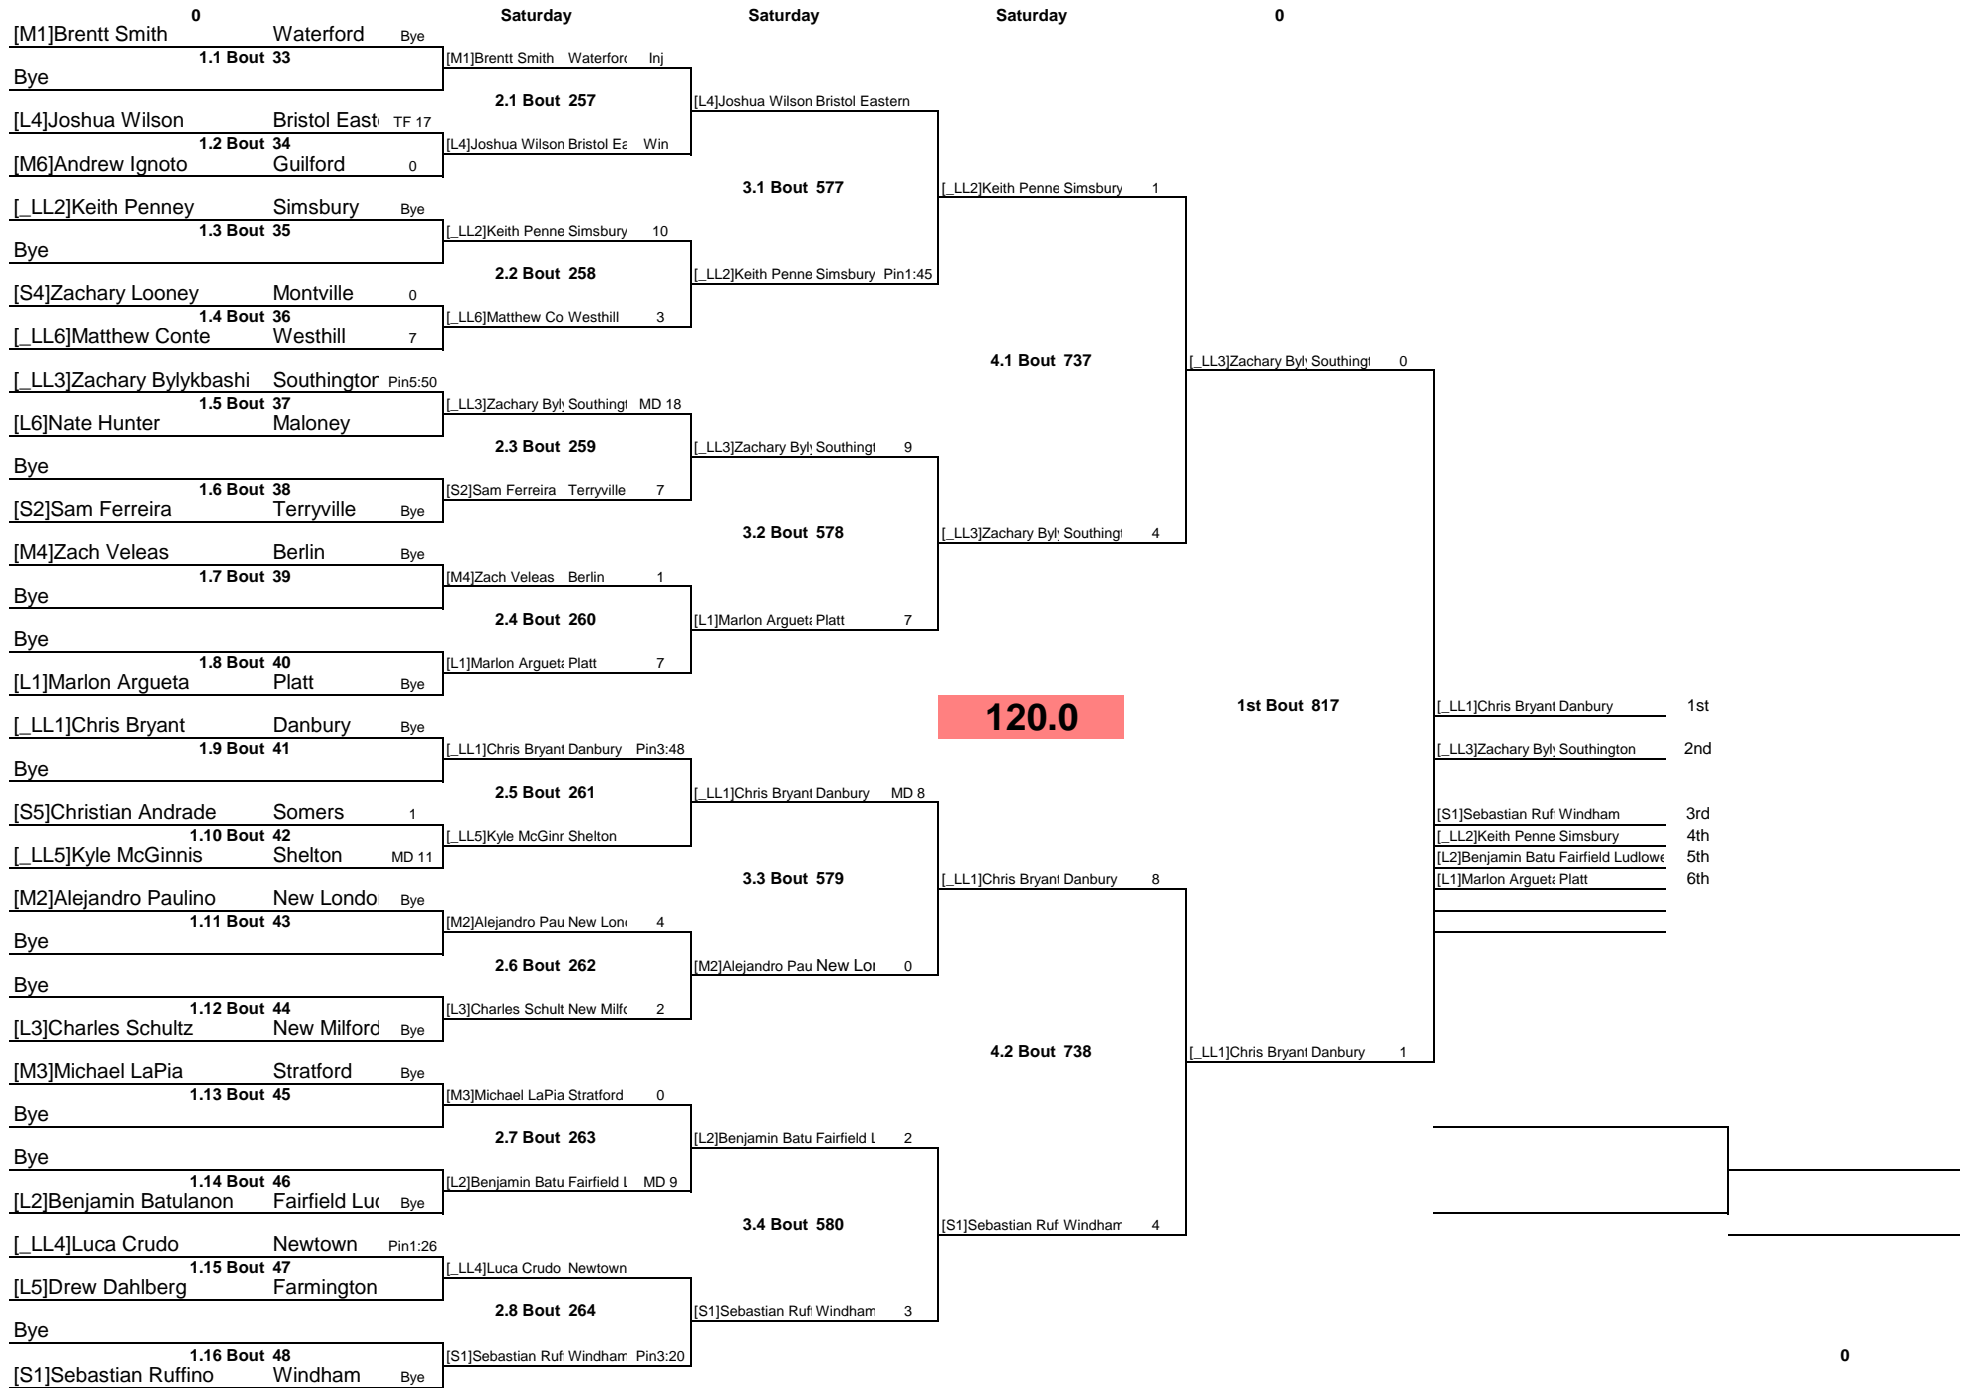 0 Saturday Saturday Saturday 0
[M1]Brentt Smith Waterford Bye
1.1 Bout 33
[M1]Brentt Smith Waterford Inj
Bye
2.1 Bout 257
[L4]Joshua Wilson Bristol Eastern
[L4]Joshua Wilson Bristol East TF 17
1.2 Bout 34
[L4]Joshua Wilson Bristol Ea Win
[M6]Andrew Ignoto Guilford 0
3.1 Bout 577
[_LL2]Keith Penne Simsbury 1
[_LL2]Keith Penney Simsbury Bye
1.3 Bout 35
[_LL2]Keith Penne Simsbury 10
Bye
2.2 Bout 258
[_LL2]Keith Penne Simsbury Pin1:45
[S4]Zachary Looney Montville 0
1.4 Bout 36
[_LL6]Matthew Co Westhill 3
[_LL6]Matthew Conte Westhill 7
4.1 Bout 737
[_LL3]Zachary Byly Southingt 0
[_LL3]Zachary Bylykbashi Southington Pin5:50
1.5 Bout 37
[_LL3]Zachary Byly Southingt MD 18
[L6]Nate Hunter Maloney
2.3 Bout 259
[_LL3]Zachary Byly Southingt 9
Bye
1.6 Bout 38
[S2]Sam Ferreira Terryville 7
[S2]Sam Ferreira Terryville Bye
3.2 Bout 578
[_LL3]Zachary Byly Southingt 4
[M4]Zach Veleas Berlin Bye
1.7 Bout 39
[M4]Zach Veleas Berlin 1
Bye
2.4 Bout 260
[L1]Marlon Argueta Platt 7
Bye
1.8 Bout 40
[L1]Marlon Argueta Platt 7
[L1]Marlon Argueta Platt Bye
120.0
1st Bout 817
[_LL1]Chris Bryant Danbury 1st
[_LL1]Chris Bryant Danbury Bye
1.9 Bout 41
[_LL1]Chris Bryant Danbury Pin3:48
[_LL3]Zachary Byly Southington 2nd
Bye
2.5 Bout 261
[_LL1]Chris Bryant Danbury MD 8
[S5]Christian Andrade Somers 1
[S1]Sebastian Ruf Windham 3rd
1.10 Bout 42
[_LL5]Kyle McGinn Shelton
[_LL2]Keith Penne Simsbury 4th
[_LL5]Kyle McGinnis Shelton MD 11
[L2]Benjamin Batu Fairfield Ludlowe 5th
3.3 Bout 579
[_LL1]Chris Bryant Danbury 8
[L1]Marlon Argueta Platt 6th
[M2]Alejandro Paulino New Londo Bye
1.11 Bout 43
[M2]Alejandro Pau New Lon 4
Bye
2.6 Bout 262
[M2]Alejandro Pau New Lon 0
Bye
1.12 Bout 44
[L3]Charles Schult New Milfo 2
[L3]Charles Schultz New Milford Bye
4.2 Bout 738
[_LL1]Chris Bryant Danbury 1
[M3]Michael LaPia Stratford Bye
1.13 Bout 45
[M3]Michael LaPia Stratford 0
Bye
2.7 Bout 263
[L2]Benjamin Batu Fairfield L 2
Bye
1.14 Bout 46
[L2]Benjamin Batu Fairfield L MD 9
[L2]Benjamin Batulanon Fairfield Lud Bye
3.4 Bout 580
[S1]Sebastian Ruf Windham 4
[_LL4]Luca Crudo Newtown Pin1:26
1.15 Bout 47
[_LL4]Luca Crudo Newtown
[L5]Drew Dahlberg Farmington
2.8 Bout 264
[S1]Sebastian Ruf Windham 3
Bye
1.16 Bout 48
[S1]Sebastian Ruf Windham Pin3:20
0
[S1]Sebastian Ruffino Windham Bye